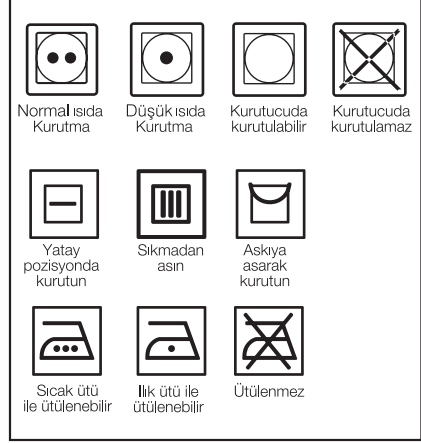 Normal ısıda
Kurutma
Düşük ısıda
Kurutma
Kurutucuda
kurutulabilir
Kurutucuda
kurutulamaz
Yatay
pozisyonda
kurutun
Sıkmadan
asın
Askıya
asarak
kurutun
Sıcak ütü
ile ütülenebilir
Ilık ütü ile
ütülenebilir
Ütülenmez